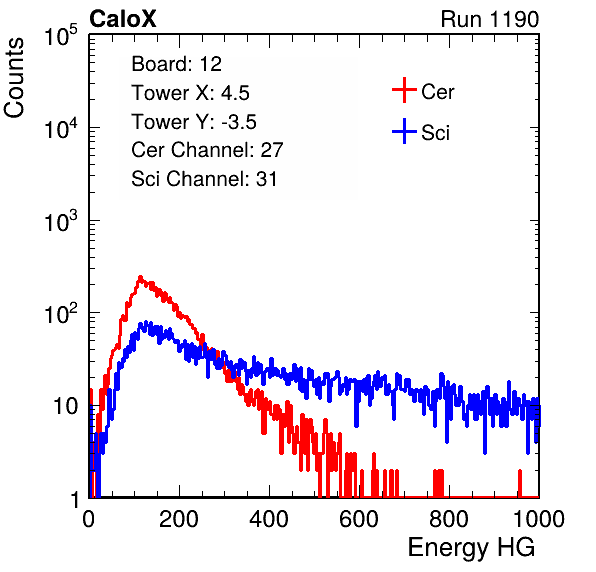 CaloX Run 1190
Counts
10^5
10^4
10^3
10^2
10
1
Board: 12
Tower X: 4.5
Tower Y: -3.5
Cer Channel: 27
Sci Channel: 31
Cer
Sci
0 200 400 600 800 1000
Energy HG